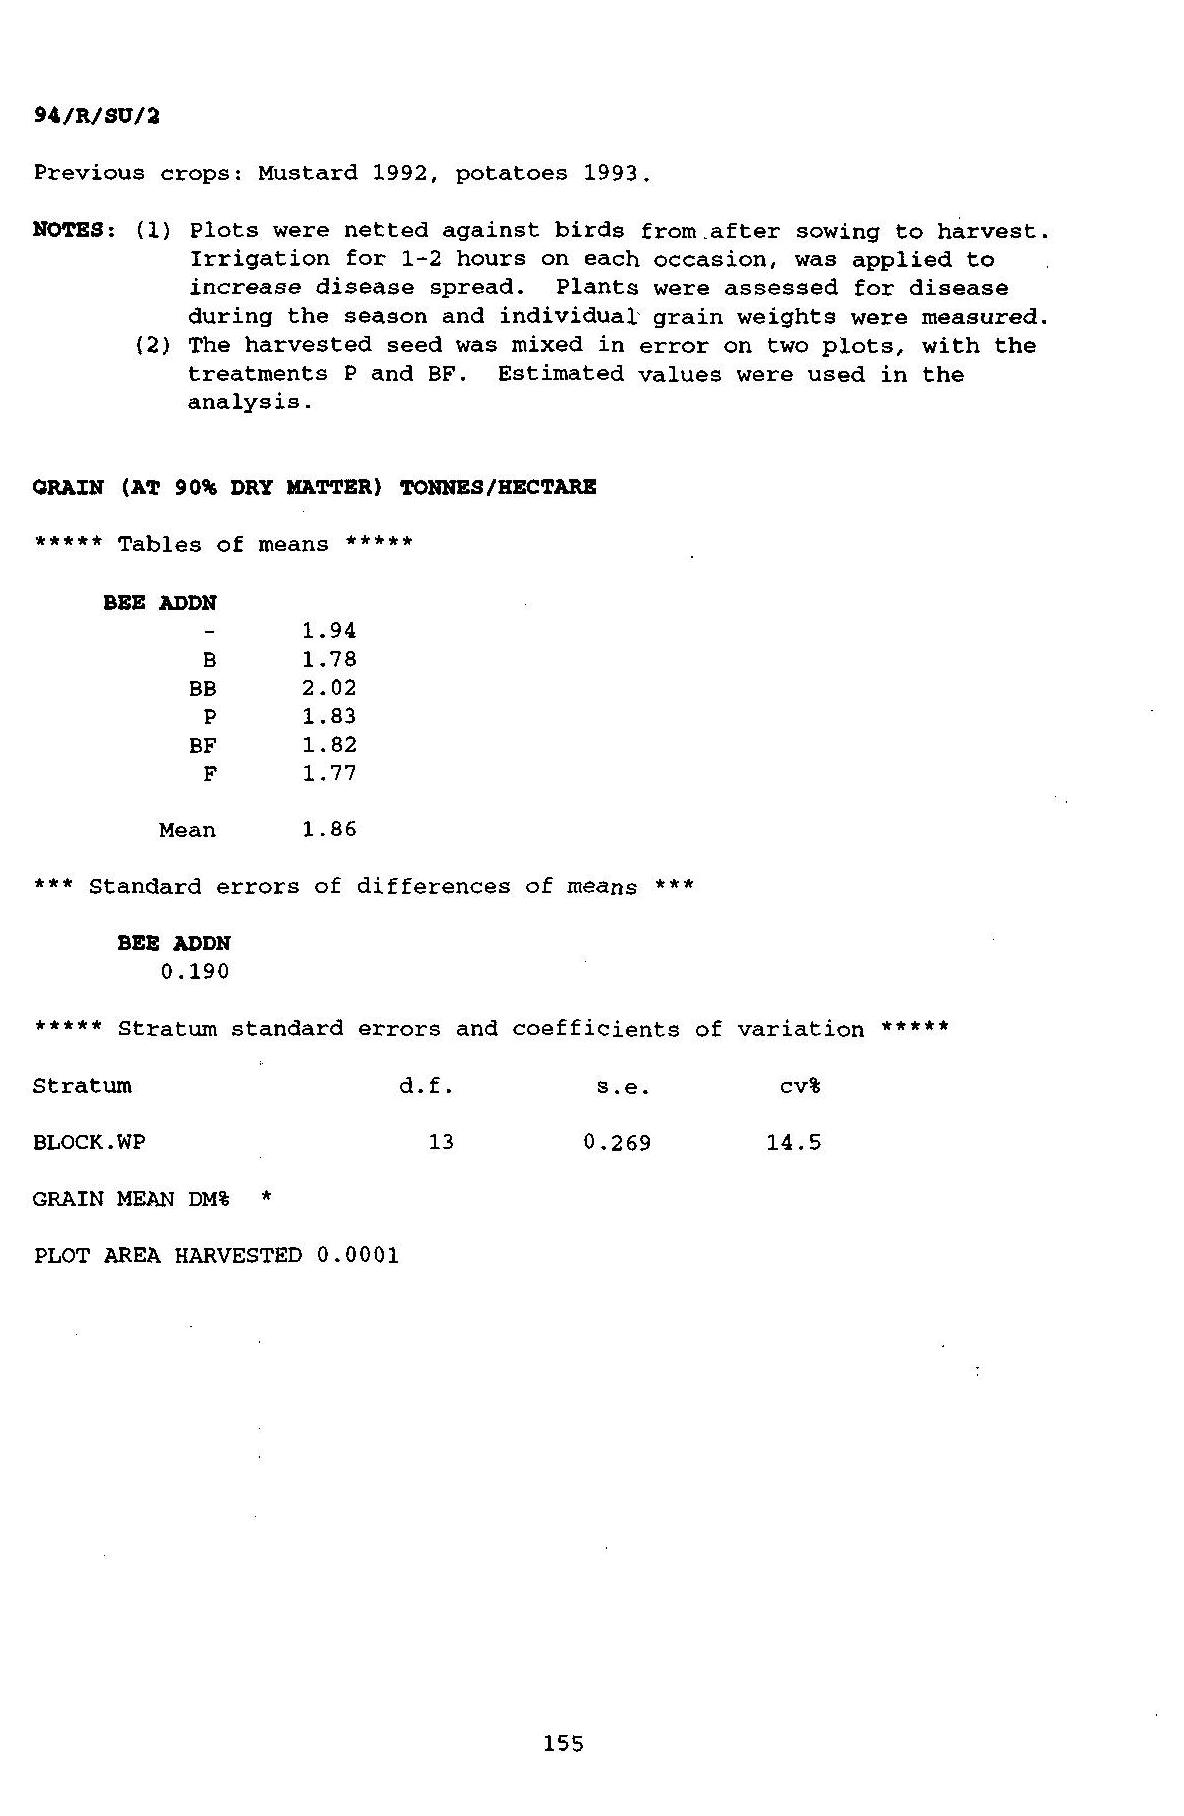 94/R/SU/2
Previous crops: Mustard 1992, potatoes 1993.
NOTES: (1) Plots were netted against birds from after sowing to harvest.
Irrigation for 1-2 hours on each occasion, was applied to
increase disease spread. Plants were assessed for disease
during the season and individual grain weights were measured.
(2) The harvested seed was mixed in error on two plots, with the
treatments P and BF. Estimated values were used in the
analysis.
GRAIN (AT 90% DRY MATTER) TONNES/HECTARE
***** Tables of means *****
BEE ADDN
- 1.94
B 1.78
BB 2.02
P 1.83
BF 1.82
F 1.77
Mean 1.86
*** Standard errors of differences of means ***
BEE ADDN
0.190
***** Stratum standard errors and coefficients of variation *****
Stratum d.f. s.e. cv%
BLOCK.WP 13 0.269 14.5
GRAIN MEAN DM% *
PLOT AREA HARVESTED 0.0001
155